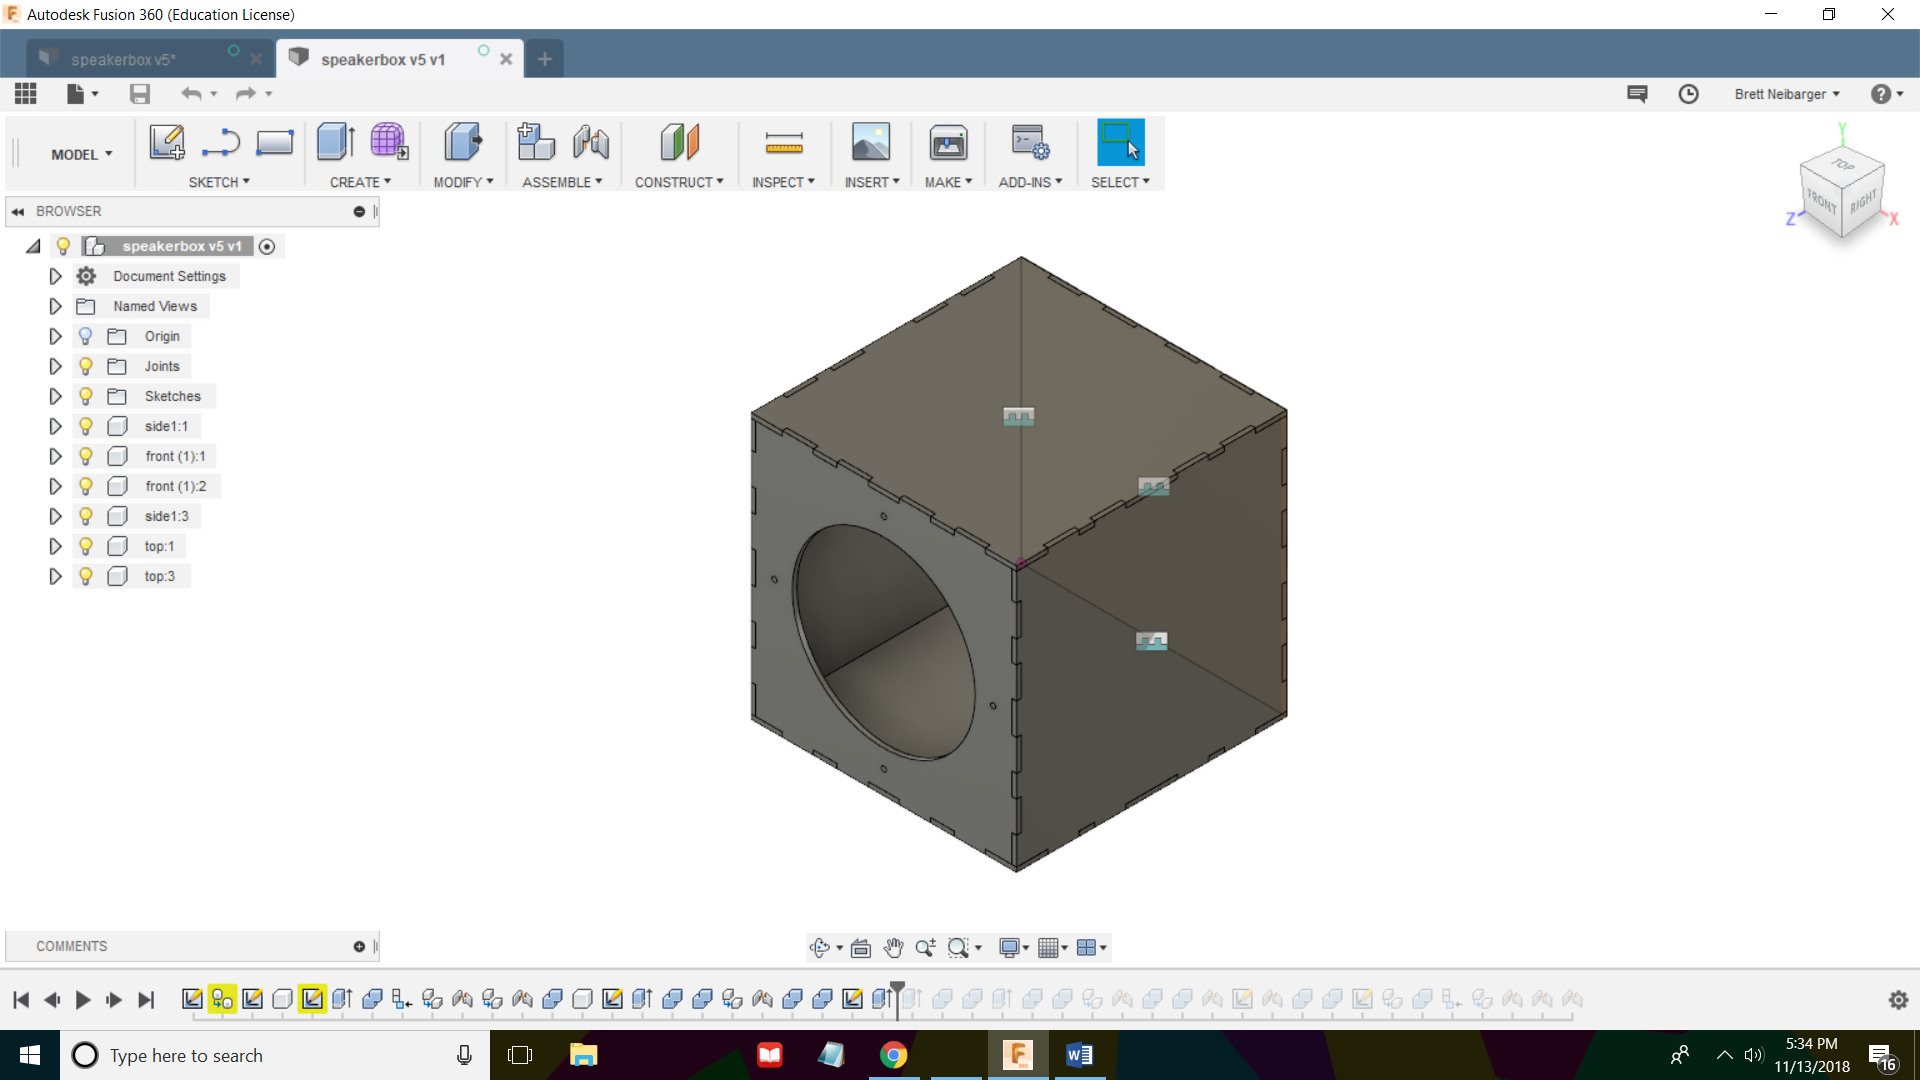 Autodesk Fusion 360 (Education License)
speakerbox v5*
speakerbox v5 v1
Brett Neibarger
MODEL
SKETCH
CREATE
MODIFY
ASSEMBLE
CONSTRUCT
INSPECT
INSERT
MAKE
ADD-INS
SELECT
Y
TOP
FRONT
RIGHT
Z
X
BROWSER
speakerbox v5 v1
Document Settings
Named Views
Origin
Joints
Sketches
side1:1
front (1):1
front (1):2
side1:3
top:1
top:3
COMMENTS
Type here to search
5:34 PM
11/13/2018
16